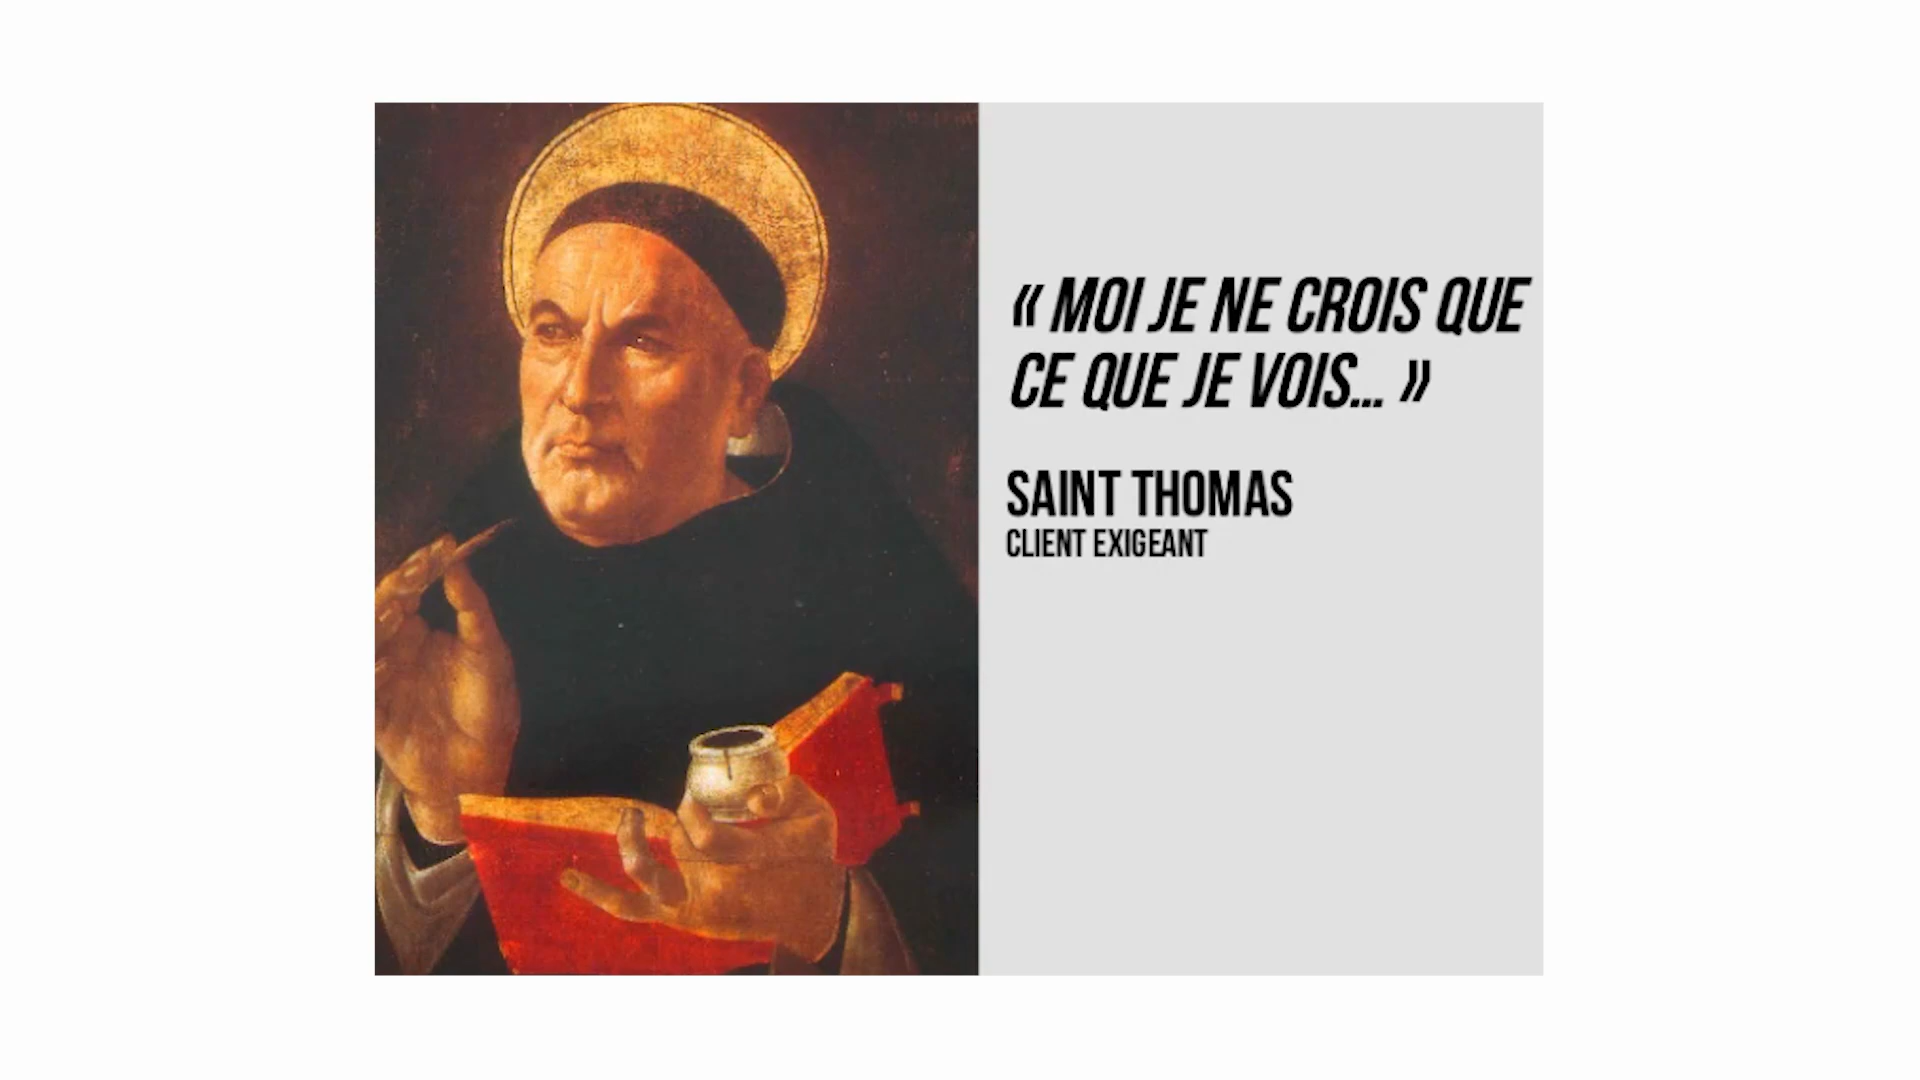 « MOI JE NE CROIS QUE
CE QUE JE VOIS... »
SAINT THOMAS
CLIENT EXIGEANT